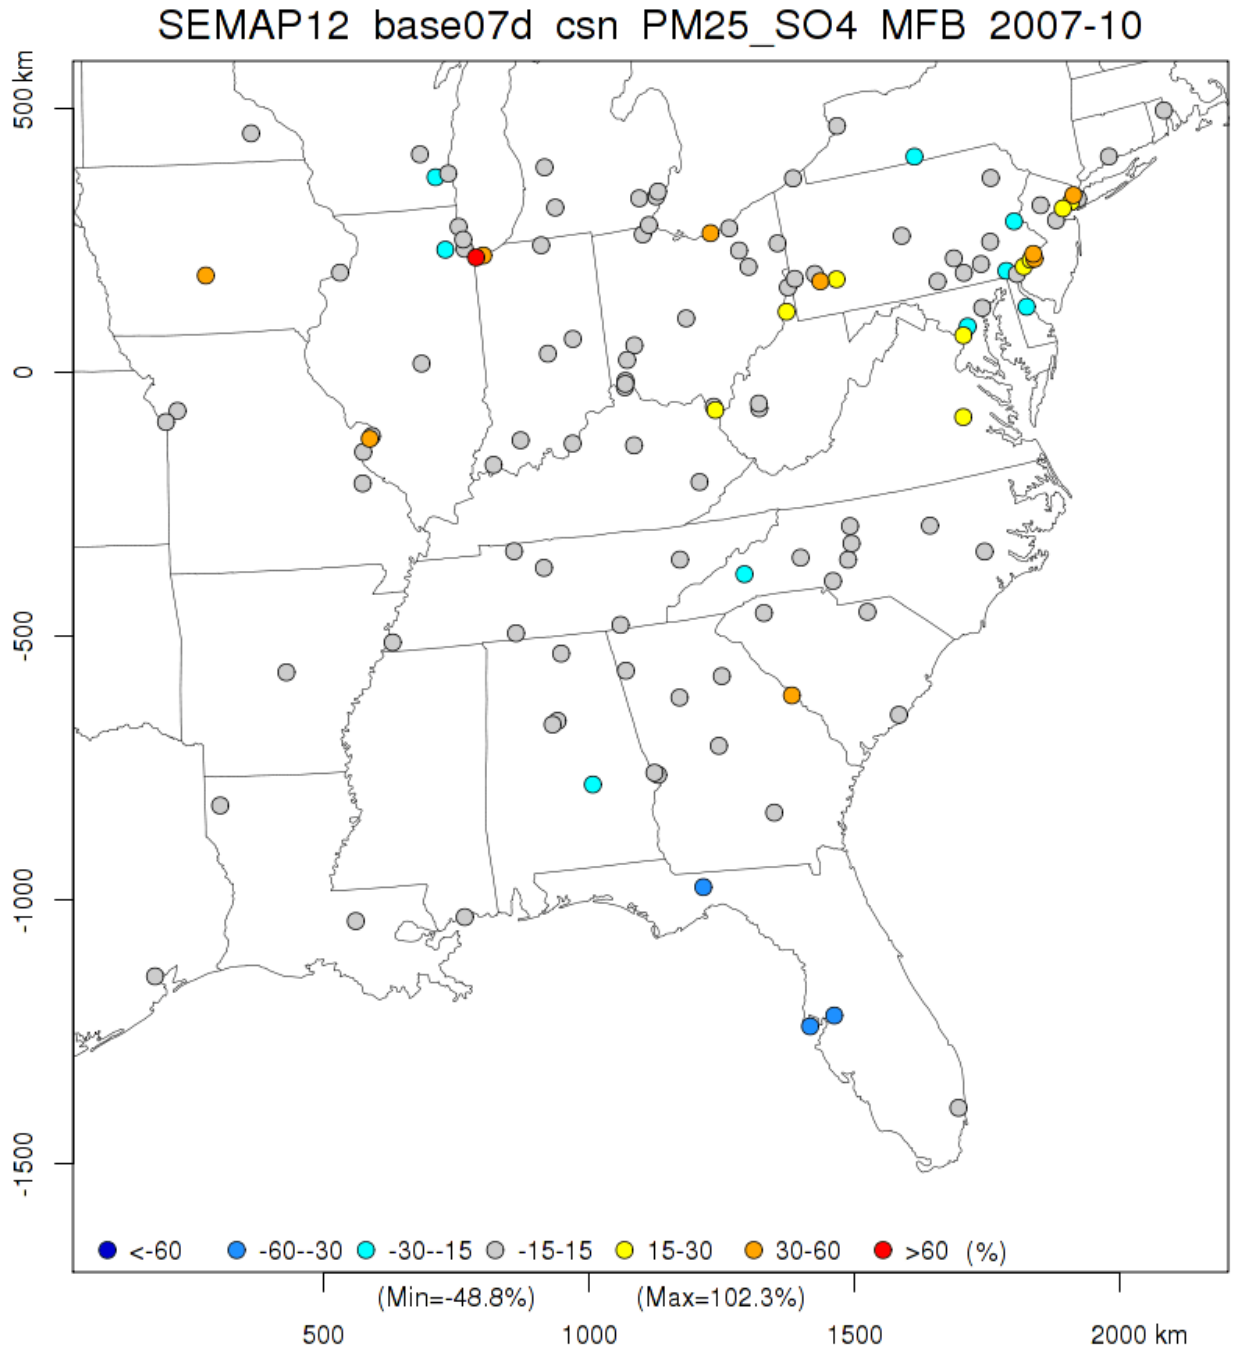 SEMAP12 base07d csn PM25_SO4 MFB 2007-10
500 km
0
-500
-1000
-1500
<-60 -60--30 -30--15 -15-15 15-30 30-60 >60 (%)
(Min=-48.8%) (Max=102.3%)
500 1000 1500 2000 km